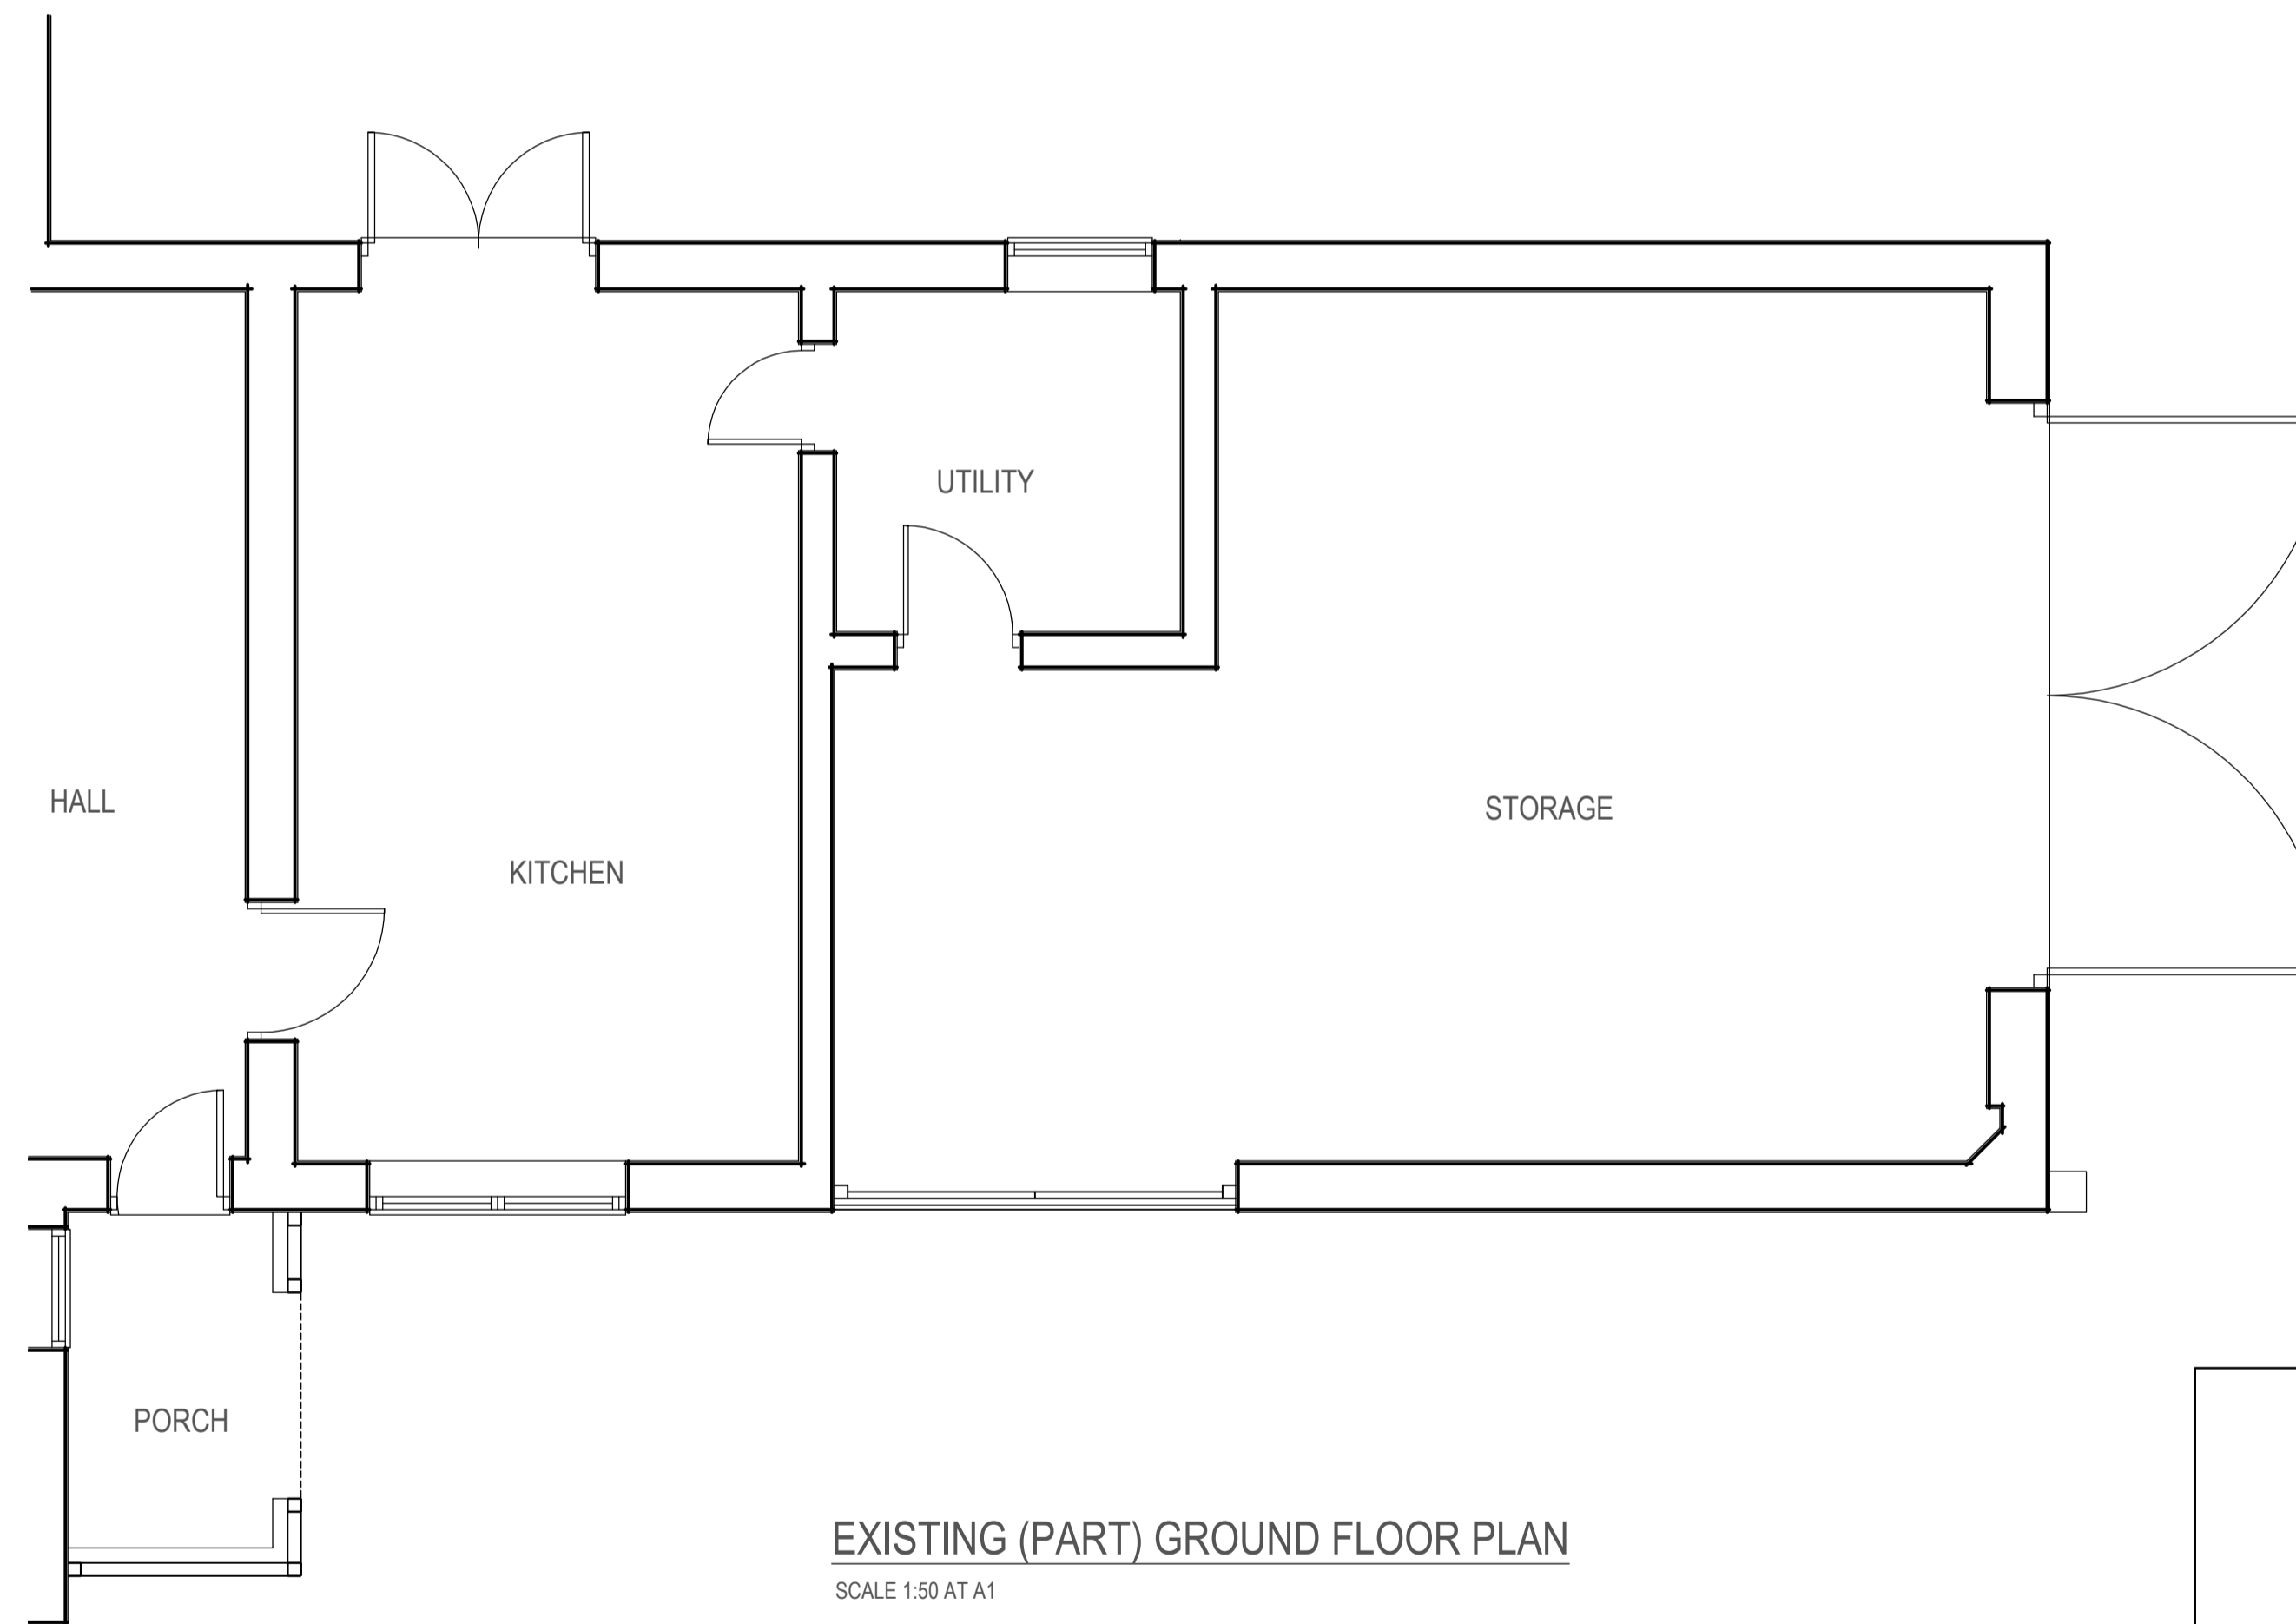 UTILITY
HALL
STORAGE
KITCHEN
PORCH
EXISTING (PART) GROUND FLOOR PLAN
SCALE 1:50 AT A1